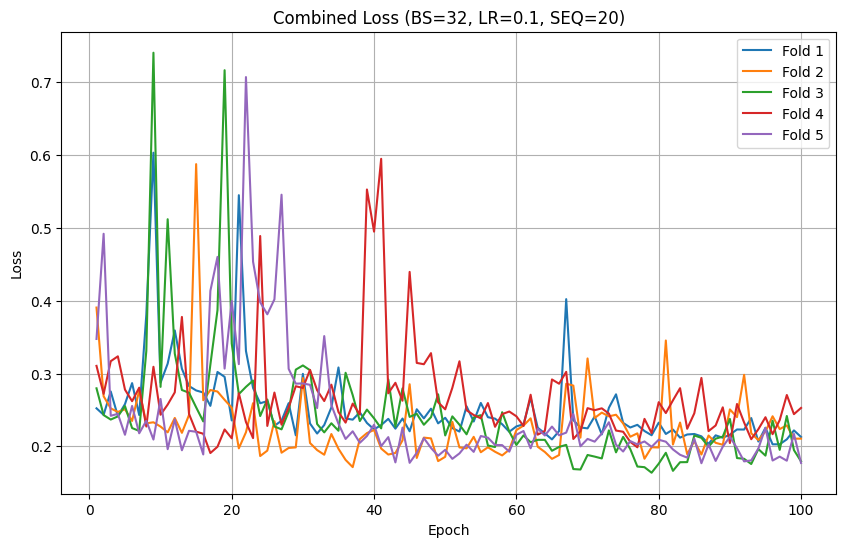 Combined Loss (BS=32, LR=0.1, SEQ=20)
Fold 1
Fold 2
Fold 3
Fold 4
Fold 5
Loss
0.7
0.6
0.5
0.4
0.3
0.2
0 20 40 60 80 100
Epoch